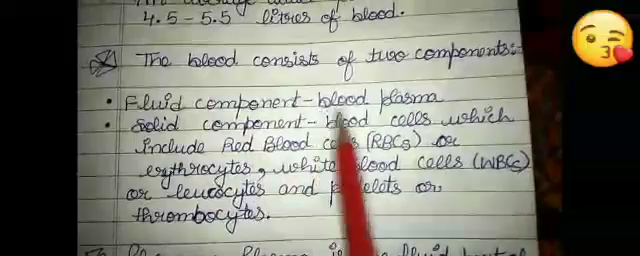 4.5-5.5 litres of blood.
The blood consists of two components:-
• Fluid component - blood plasma
• Solid component - blood cells which
include Red Blood cells (RBCs) or
erythrocytes, white blood cells (WBCs)
or leucocytes and or
thrombocytes.